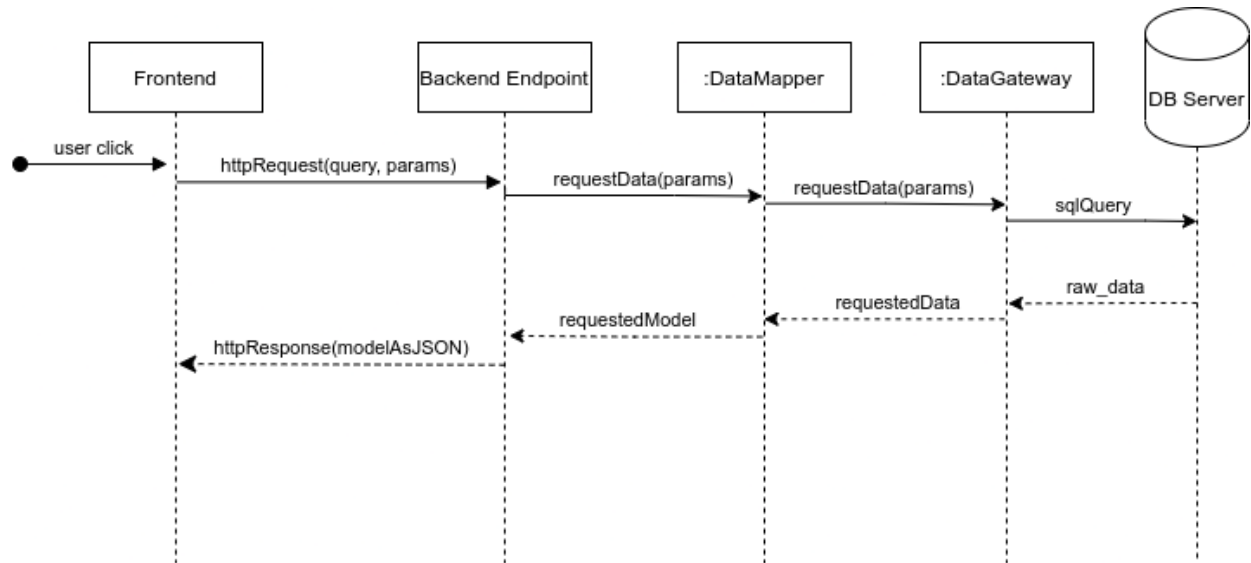 Frontend
Backend Endpoint
:DataMapper
:DataGateway
DB Server
user click
httpRequest(query, params)
requestData(params)
requestData(params)
sqlQuery
raw_data
requestedData
requestedModel
httpResponse(modelAsJSON)